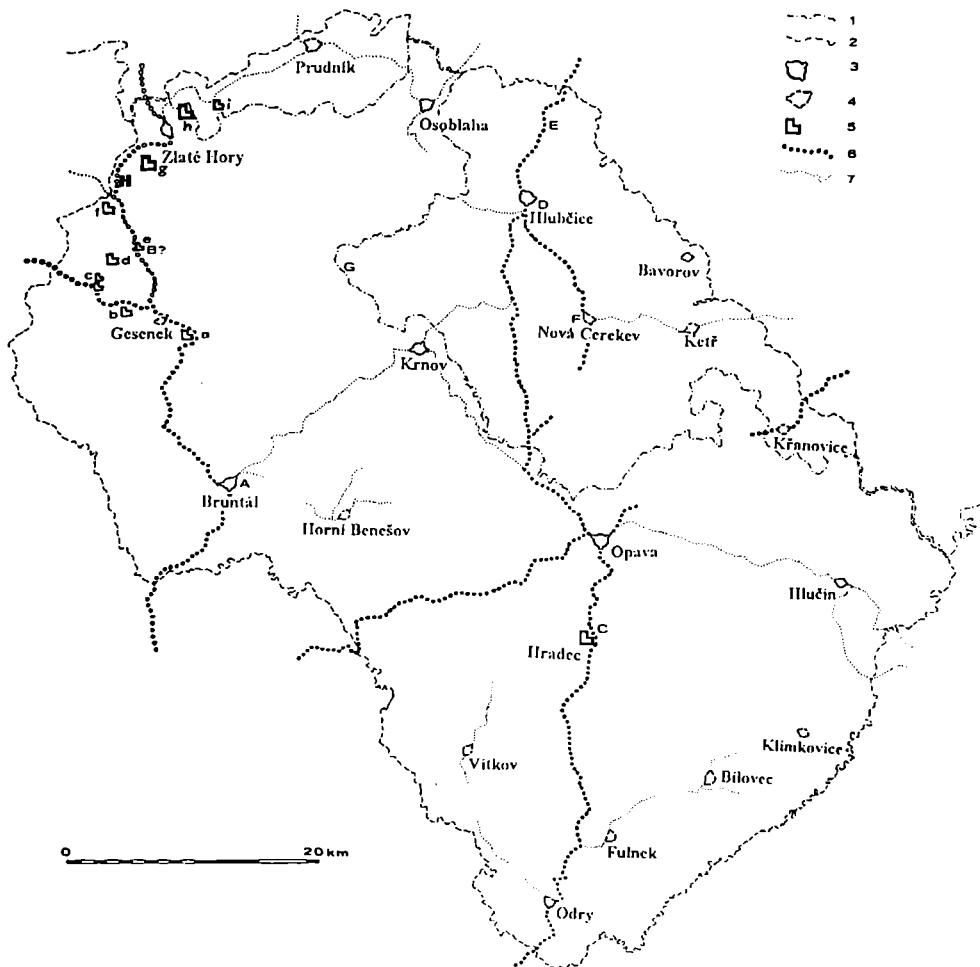 1
2
3
4
5
6
7
Prudník
Osoblaha
i
h
Zlaté Hory
g
H
f
e
B?
d
c
b
Gesenek
a
E
D
Hlubčice
G
Bavorov
F
Nová Cerekev
Ketř
Krnov
Křanovice
A
Bruntál
Horní Benešov
Opava
Hlučín
C
Hradec
Vítkov
Klimkovice
Bílovec
Fulnek
Odry
0
20 km